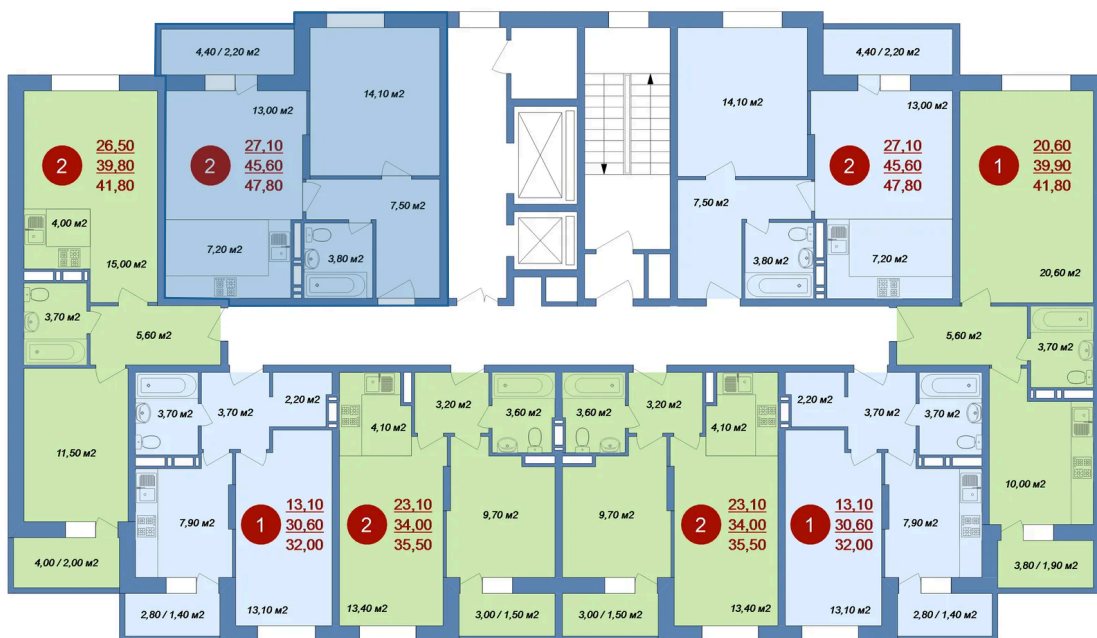 4,40 / 2,20 м2
14,10 м2
13,00 м2
2
27,10
45,60
47,80
7,50 м2
7,20 м2
3,80 м2
2
26,50
39,80
41,80
4,00 м2
15,00 м2
3,70 м2
5,60 м2
11,50 м2
4,00 / 2,00 м2
14,10 м2
4,40 / 2,20 м2
13,00 м2
2
27,10
45,60
47,80
7,50 м2
3,80 м2
7,20 м2
1
20,60
39,90
41,80
20,60 м2
5,60 м2
3,70 м2
10,00 м2
3,80 / 1,90 м2
3,70 м2
3,70 м2
2,20 м2
7,90 м2
1
13,10
30,60
32,00
2,80 / 1,40 м2
13,10 м2
4,10 м2
3,20 м2
3,60 м2
2
23,10
34,00
35,50
9,70 м2
13,40 м2
3,00 / 1,50 м2
3,60 м2
3,20 м2
4,10 м2
9,70 м2
2
23,10
34,00
35,50
3,00 / 1,50 м2
13,40 м2
2,20 м2
3,70 м2
3,70 м2
1
13,10
30,60
32,00
7,90 м2
13,10 м2
2,80 / 1,40 м2